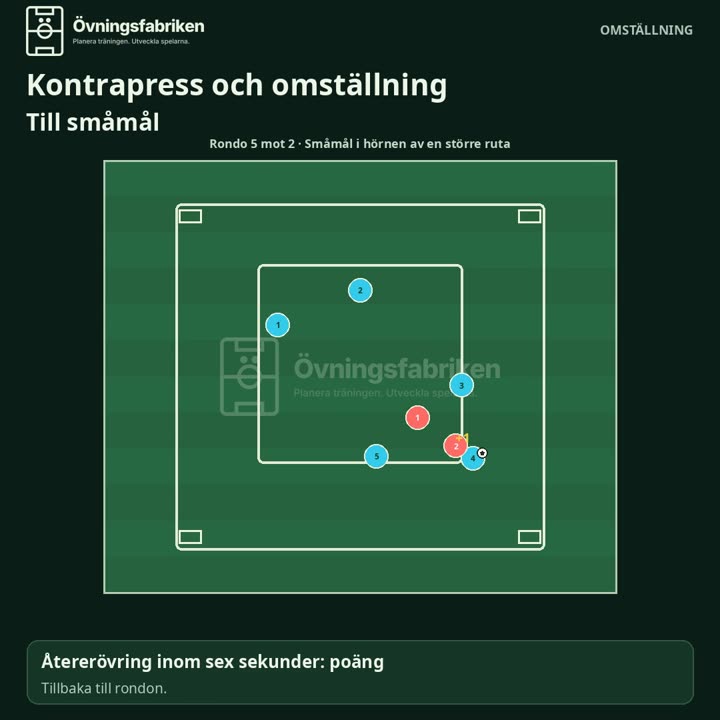 Övningsfabriken
Planera träningen. Utveckla spelarna.
OMSTÄLLNING
Kontrapress och omställning
Till småmål
Rondo 5 mot 2 · Småmål i hörnen av en större ruta
2
1
Övningsfabriken
Planera träningen. Utveckla spelarna.
3
1
+1
2
4
5
Återerövring inom sex sekunder: poäng
Tillbaka till rondon.